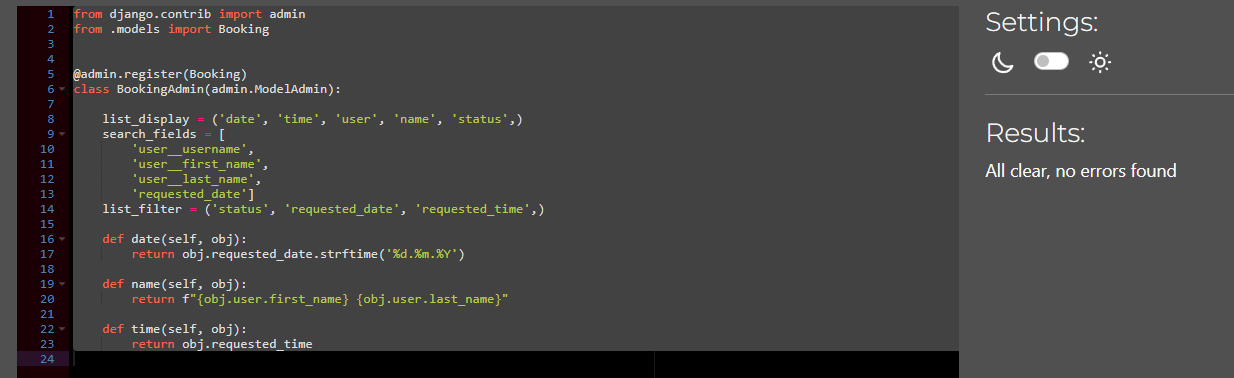 1 from django.contrib import admin
2 from .models import Booking
3
4
5 @admin.register(Booking)
6 class BookingAdmin(admin.ModelAdmin):
7
8     list_display = ('date', 'time', 'user', 'name', 'status',)
9     search_fields = [
10         'user__username',
11         'user__first_name',
12         'user__last_name',
13         'requested_date']
14     list_filter = ('status', 'requested_date', 'requested_time',)
15
16     def date(self, obj):
17         return obj.requested_date.strftime('%d.%m.%Y')
18
19     def name(self, obj):
20         return f"{obj.user.first_name} {obj.user.last_name}"
21
22     def time(self, obj):
23         return obj.requested_time
24
Settings:
Results:
All clear, no errors found